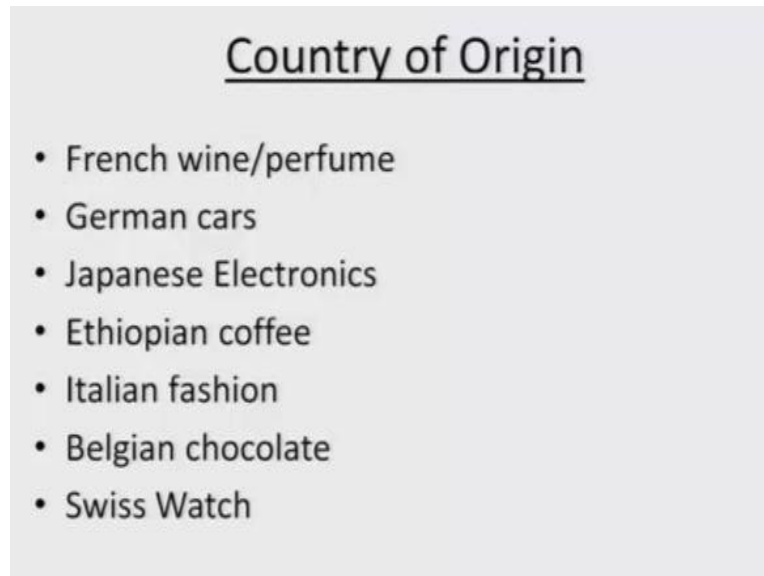 Country of Origin
• French wine/perfume
• German cars
• Japanese Electronics
• Ethiopian coffee
• Italian fashion
• Belgian chocolate
• Swiss Watch